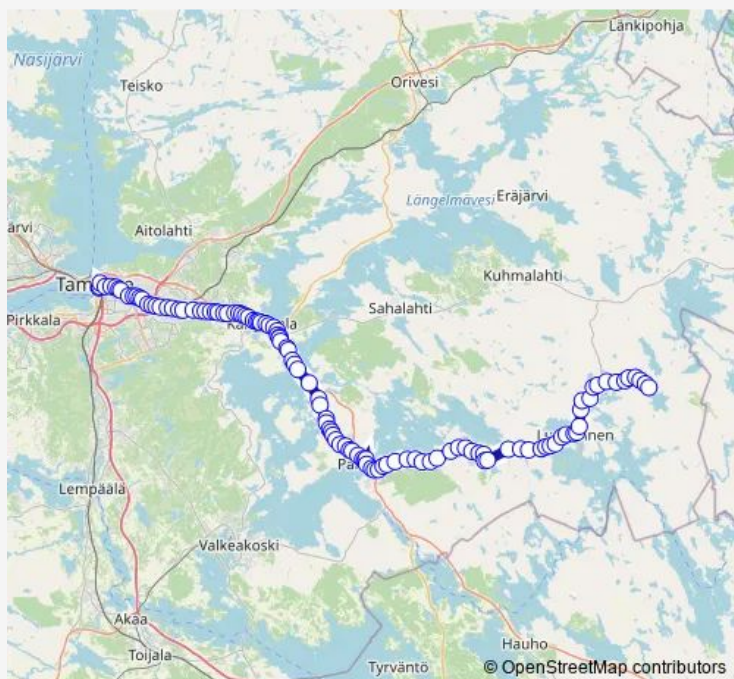 Länkipohja
Näsijärvi
Teisko
Orivesi
Längelmävesi
Eräjärvi
ärvi
Aitolahti
Kuhmalahti
Tam
Sahalahti
Pirkkala
Lempäälä
Valkeakoski
Akaa
Toijala
Hauho
Tyrväntö
© OpenStreetMap contributors